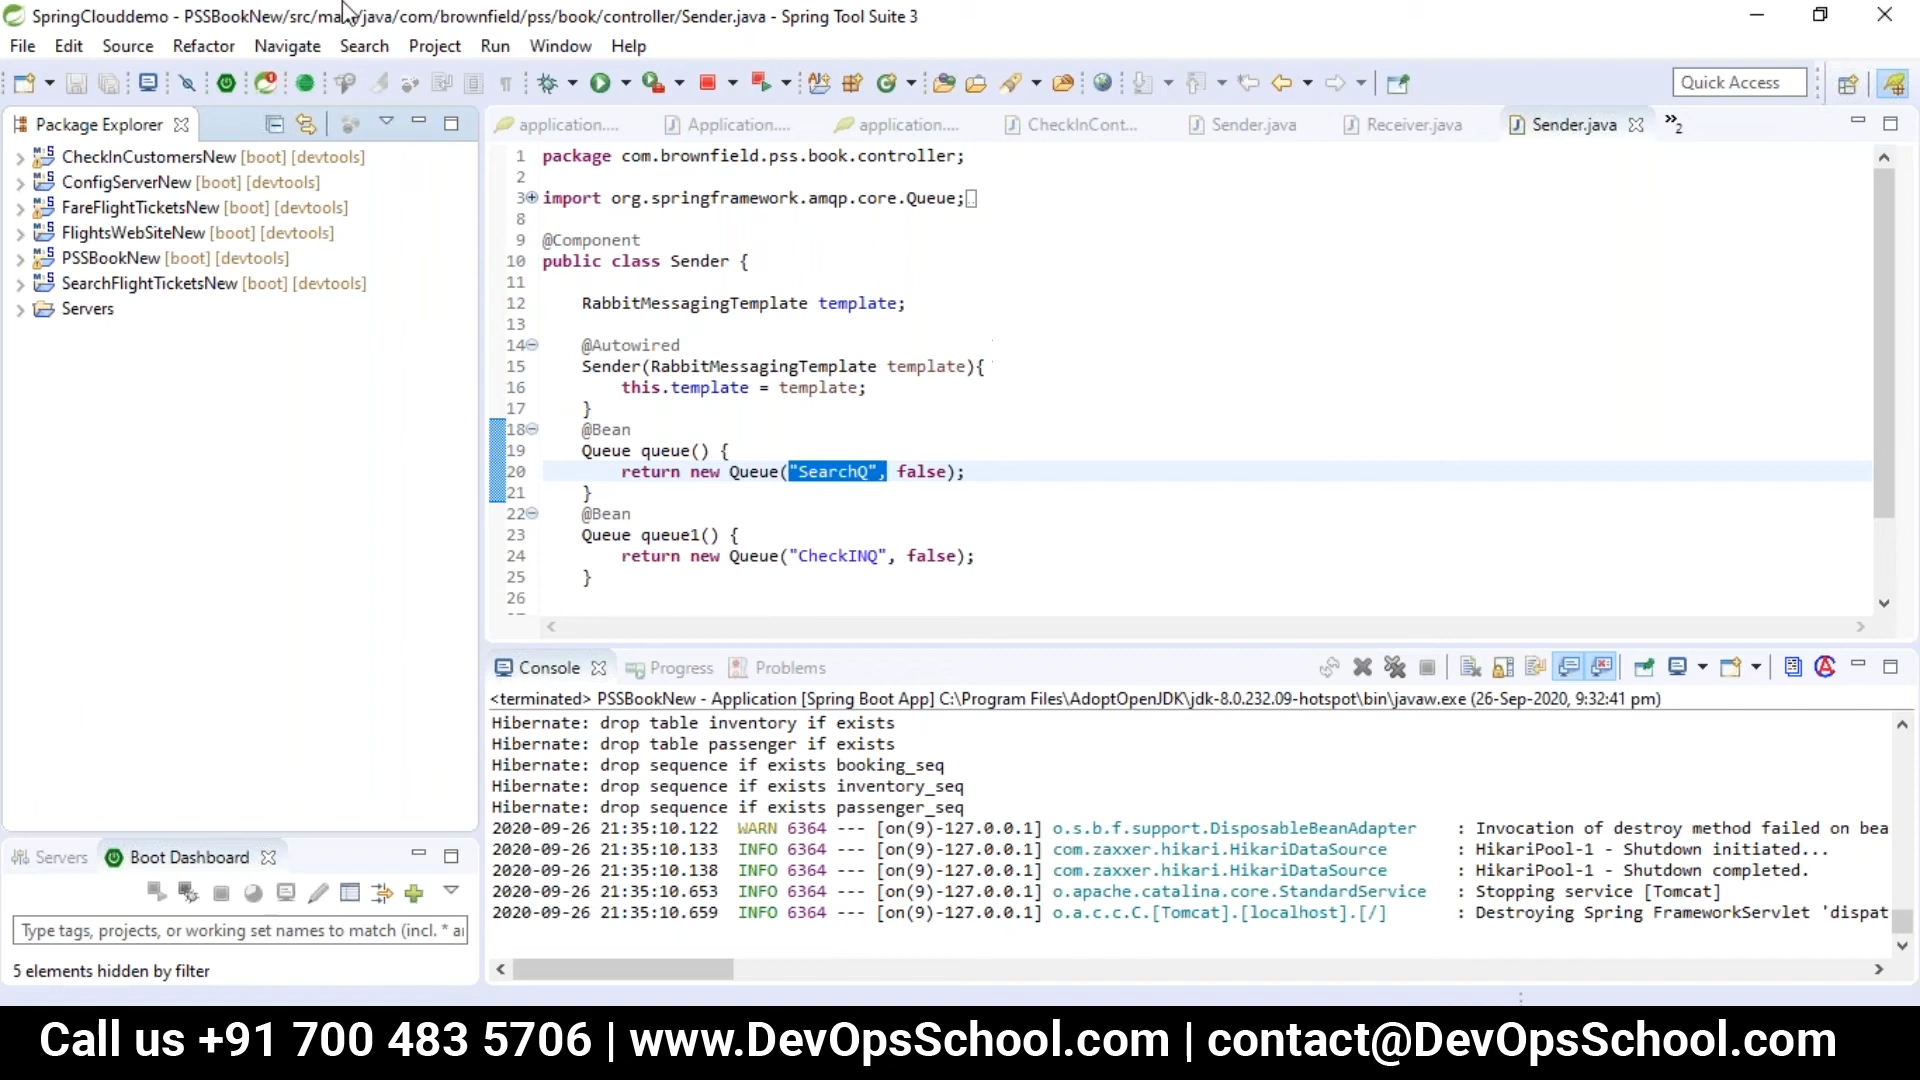 SpringClouddemo - PSSBookNew/src/main/java/com/brownfield/pss/book/controller/Sender.java - Spring Tool Suite 3
File Edit Source Refactor Navigate Search Project Run Window Help
Quick Access
Package Explorer
CheckInCustomersNew [boot] [devtools]
ConfigServerNew [boot] [devtools]
FareFlightTicketsNew [boot] [devtools]
FlightsWebSiteNew [boot] [devtools]
PSSBookNew [boot] [devtools]
SearchFlightTicketsNew [boot] [devtools]
Servers
application.... Application.... application.... CheckInCont... Sender.java Receiver.java Sender.java »2
1 package com.brownfield.pss.book.controller;
2
3 import org.springframework.amqp.core.Queue;
8
9 @Component
10 public class Sender {
11
12 RabbitMessagingTemplate template;
13
14 @Autowired
15 Sender(RabbitMessagingTemplate template){
16 this.template = template;
17 }
18 @Bean
19 Queue queue() {
20 return new Queue("SearchQ", false);
21 }
22 @Bean
23 Queue queue1() {
24 return new Queue("CheckINQ", false);
25 }
26
Console Progress Problems
<terminated> PSSBookNew - Application [Spring Boot App] C:\Program Files\AdoptOpenJDK\jdk-8.0.232.09-hotspot\bin\javaw.exe (26-Sep-2020, 9:32:41 pm)
Hibernate: drop table inventory if exists
Hibernate: drop table passenger if exists
Hibernate: drop sequence if exists booking_seq
Hibernate: drop sequence if exists inventory_seq
Hibernate: drop sequence if exists passenger_seq
2020-09-26 21:35:10.122 WARN 6364 --- [on(9)-127.0.0.1] o.s.b.f.support.DisposableBeanAdapter : Invocation of destroy method failed on bea
2020-09-26 21:35:10.133 INFO 6364 --- [on(9)-127.0.0.1] com.zaxxer.hikari.HikariDataSource : HikariPool-1 - Shutdown initiated...
2020-09-26 21:35:10.138 INFO 6364 --- [on(9)-127.0.0.1] com.zaxxer.hikari.HikariDataSource : HikariPool-1 - Shutdown completed.
2020-09-26 21:35:10.653 INFO 6364 --- [on(9)-127.0.0.1] o.apache.catalina.core.StandardService : Stopping service [Tomcat]
2020-09-26 21:35:10.659 INFO 6364 --- [on(9)-127.0.0.1] o.a.c.c.C.[Tomcat].[localhost].[/] : Destroying Spring FrameworkServlet 'dispat
Servers Boot Dashboard
Type tags, projects, or working set names to match (incl. * a
5 elements hidden by filter
Call us +91 700 483 5706 | www.DevOpsSchool.com | contact@DevOpsSchool.com